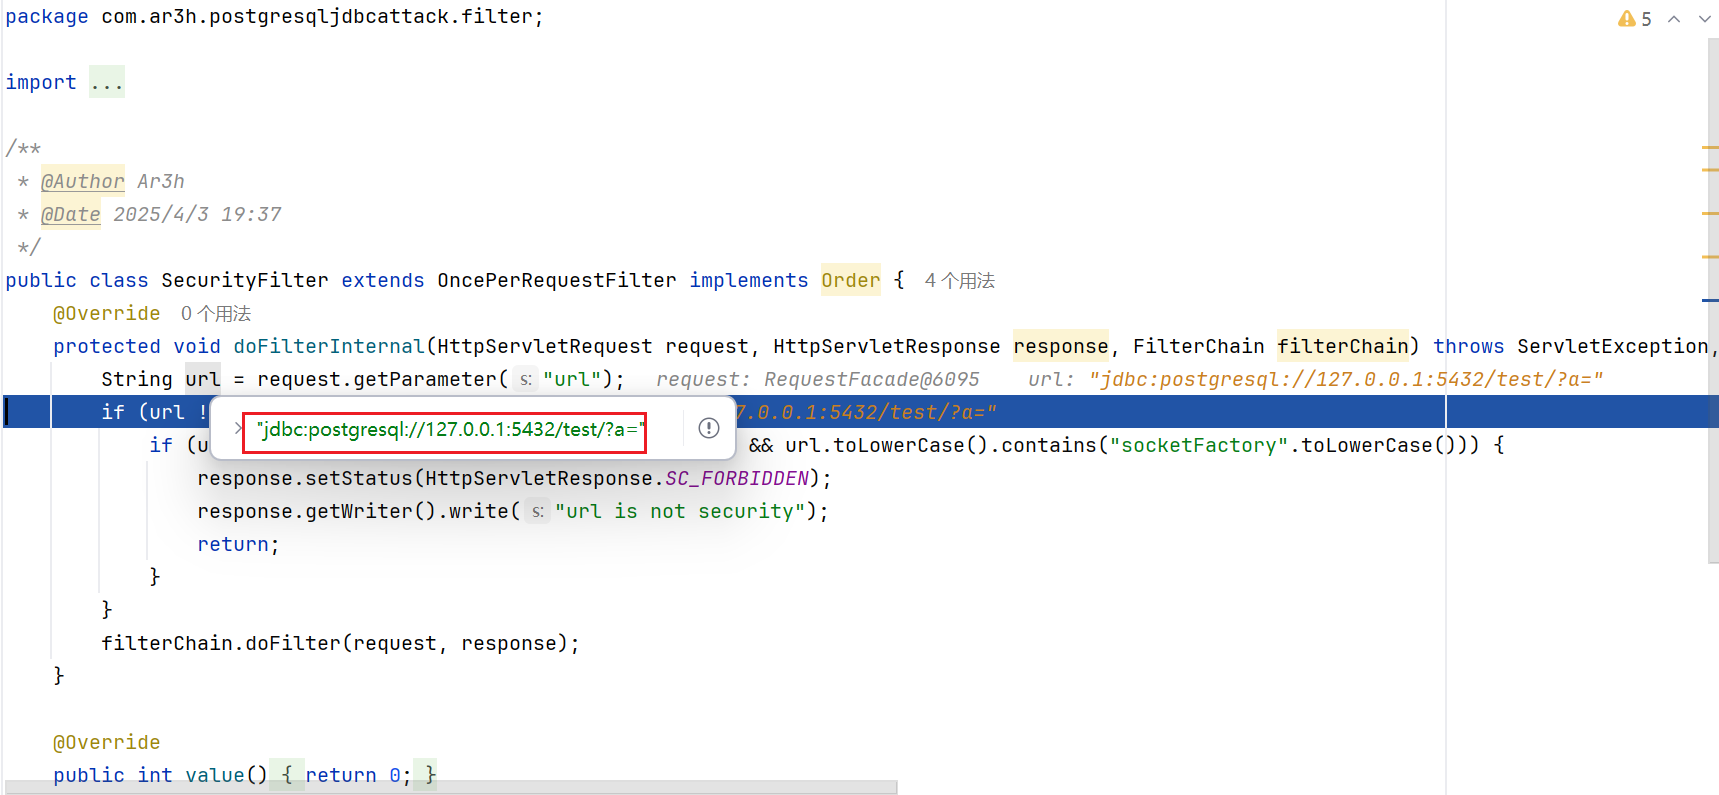 package com.ar3h.postgresqljdbcattack.filter;
5
import ...
/**
* @Author Ar3h
* @Date 2025/4/3 19:37
*/
public class SecurityFilter extends OncePerRequestFilter implements Order { 4 个用法
@Override 0 个用法
protected void doFilterInternal(HttpServletRequest request, HttpServletResponse response, FilterChain filterChain) throws ServletException,
String url = request.getParameter( s: "url"); request: RequestFacade@6095 url: "jdbc:postgresql://127.0.0.1:5432/test/?a="
if (url ! 7.0.0.1:5432/test/?a="
"jdbc:postgresql://127.0.0.1:5432/test/?a="
if (u && url.toLowerCase().contains("socketFactory".toLowerCase())) {
response.setStatus(HttpServletResponse.SC_FORBIDDEN);
response.getWriter().write( s: "url is not security");
return;
}
}
filterChain.doFilter(request, response);
}
@Override
public int value() { return 0; }